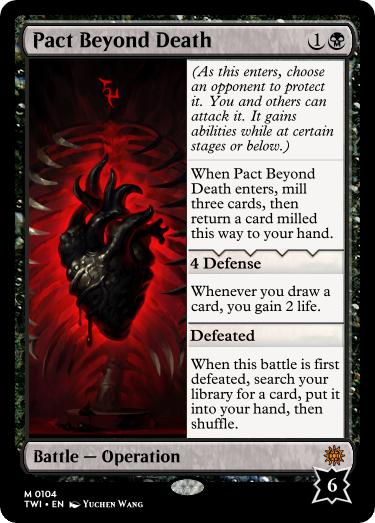 Pact Beyond Death
1
(As this enters, choose
an opponent to protect
it. You and others can
attack it. It gains
abilities while at certain
stages or below.)
When Pact Beyond
Death enters, mill
three cards, then
return a card milled
this way to your hand.
4 Defense
Whenever you draw a
card, you gain 2 life.
Defeated
When this battle is first
defeated, search your
library for a card, put it
into your hand, then
shuffle.
Battle — Operation
6
M 0104
TWI • EN Yuchen Wang